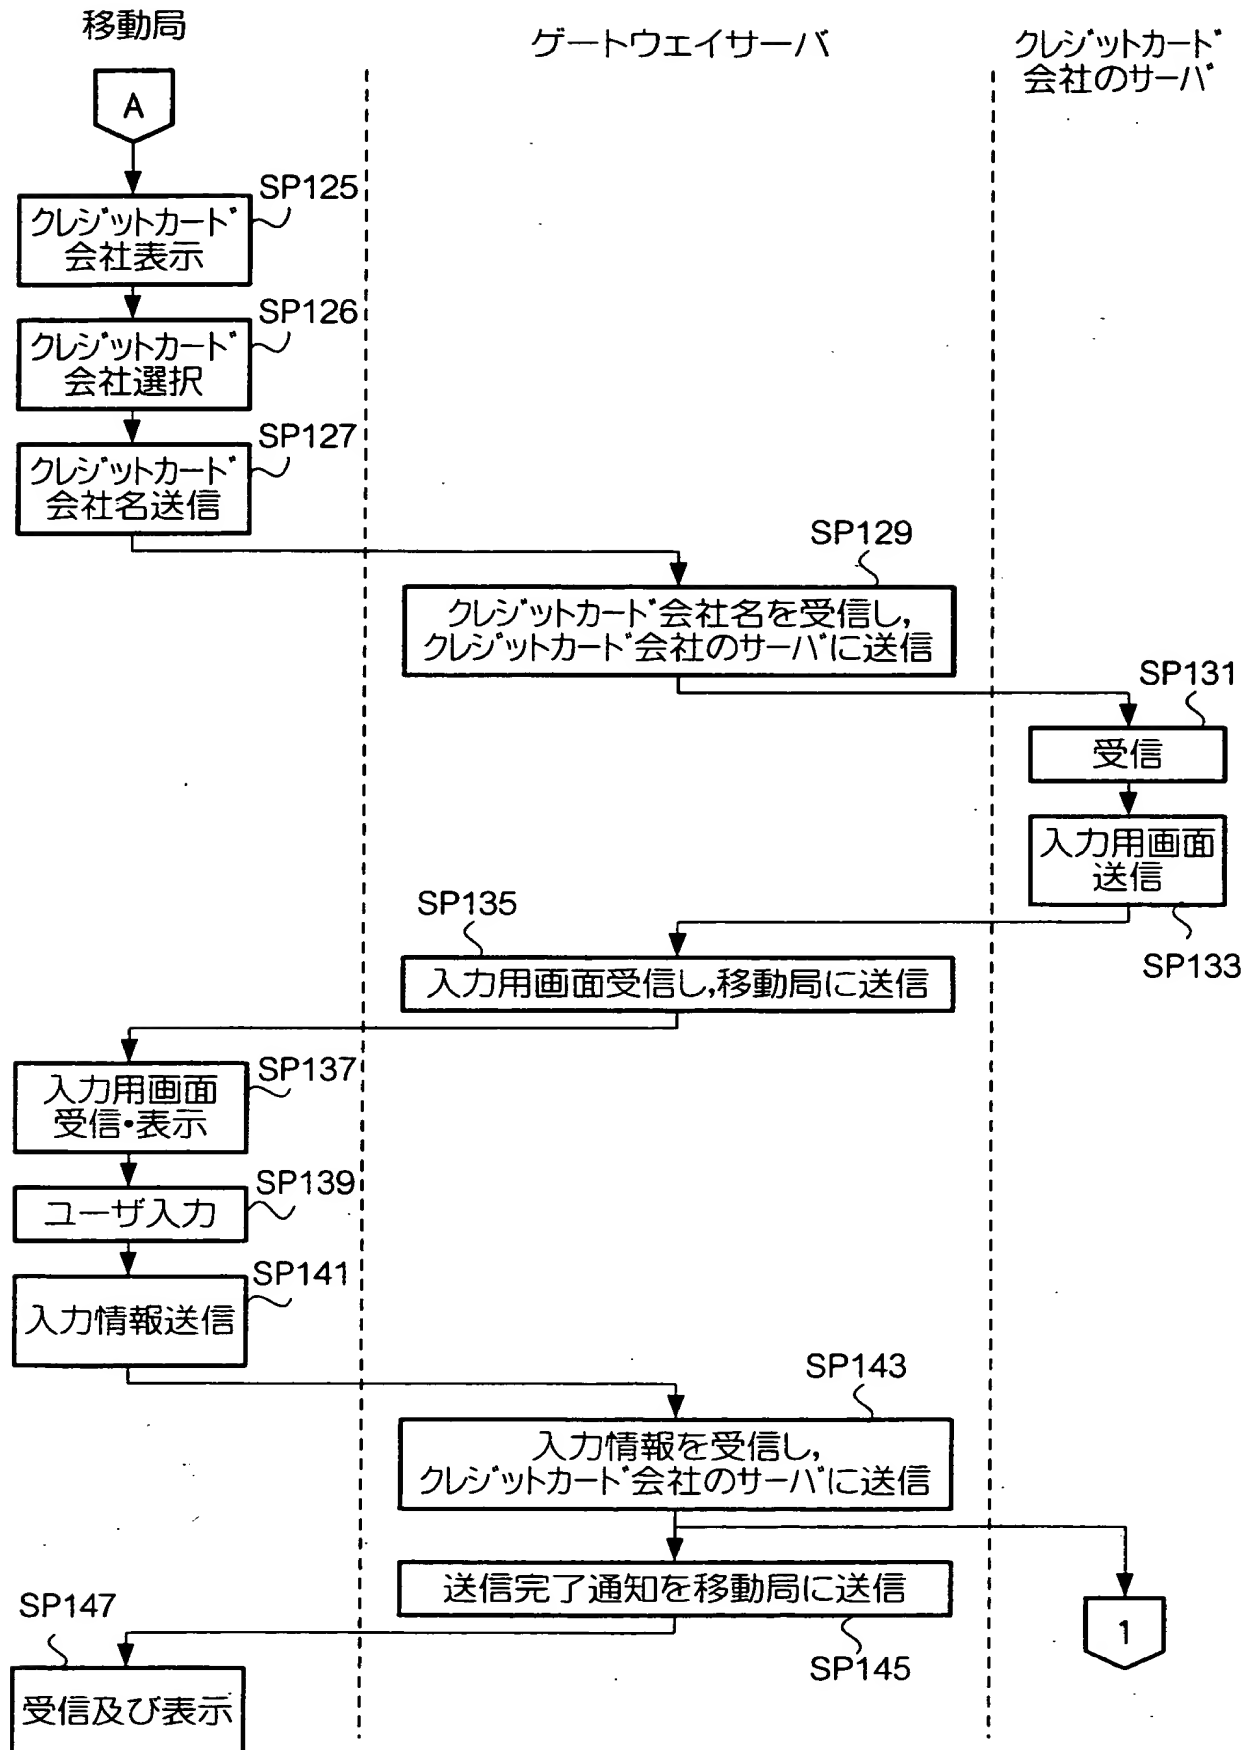 移動局
ゲートウェイサーバ
クレジットカード
会社のサーバ
A
SP125
クレジットカード
会社表示
SP126
クレジットカード
会社選択
SP127
クレジットカード
会社名送信
SP129
クレジットカード会社名を受信し,
クレジットカード会社のサーバに送信
SP131
受信
入力用画面
送信
SP133
SP135
入力用画面受信し,移動局に送信
SP137
入力用画面
受信・表示
SP139
ユーザ入力
SP141
入力情報送信
SP143
入力情報を受信し,
クレジットカード会社のサーバに送信
送信完了通知を移動局に送信
SP145
1
SP147
受信及び表示